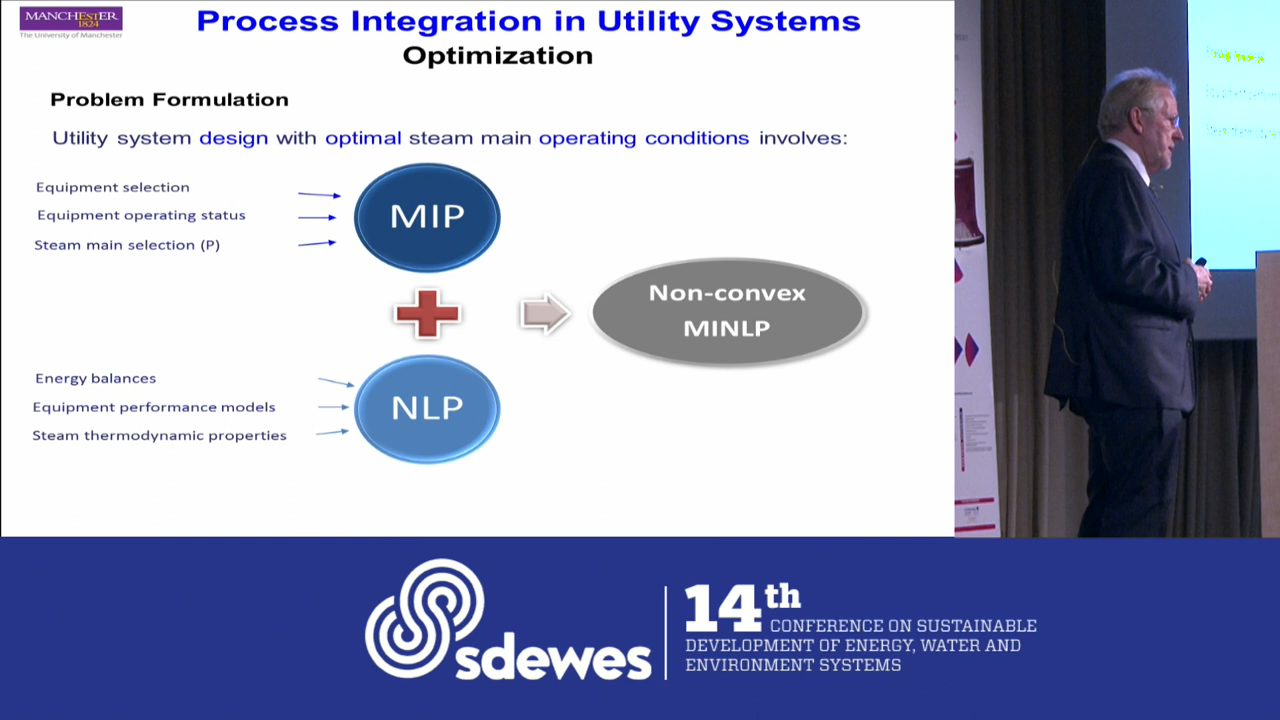 MANCHESTER
1824
The University of Manchester
Process Integration in Utility Systems
Optimization
Problem Formulation
Utility system design with optimal steam main operating conditions involves:
Equipment selection
Equipment operating status
Steam main selection (P)
MIP
Non-convex
MINLP
Energy balances
Equipment performance models
Steam thermodynamic properties
NLP
sdewes
14th
CONFERENCE ON SUSTAINABLE
DEVELOPMENT OF ENERGY, WATER AND
ENVIRONMENT SYSTEMS